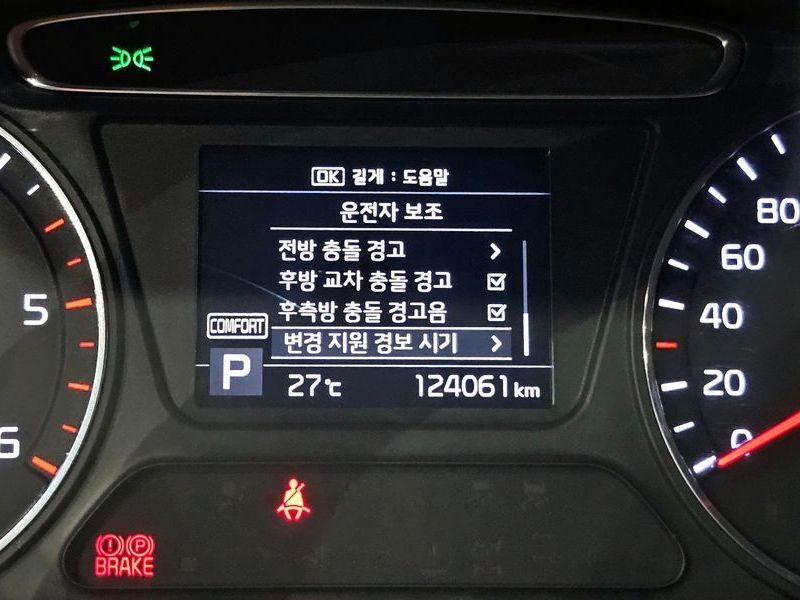 OK 길게 : 도움말
운전자 보조
전방 충돌 경고 >
후방 교차 충돌 경고
후측방 충돌 경고음
변경 지원 경보 시기 >
COMFORT
P
27℃ 124061 km
5
6
80
60
40
20
0
(!) (P)
BRAKE